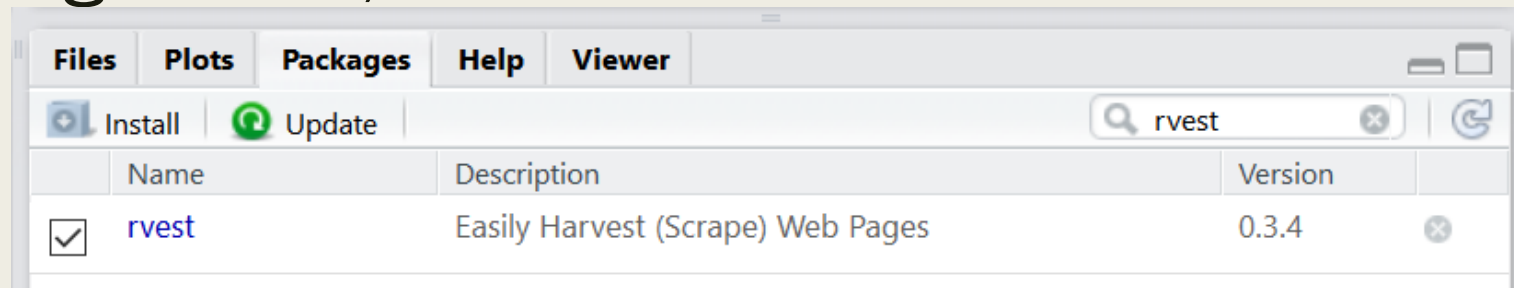 Files Plots Packages Help Viewer
Install Update rvest
Name Description Version
rvest Easily Harvest (Scrape) Web Pages 0.3.4